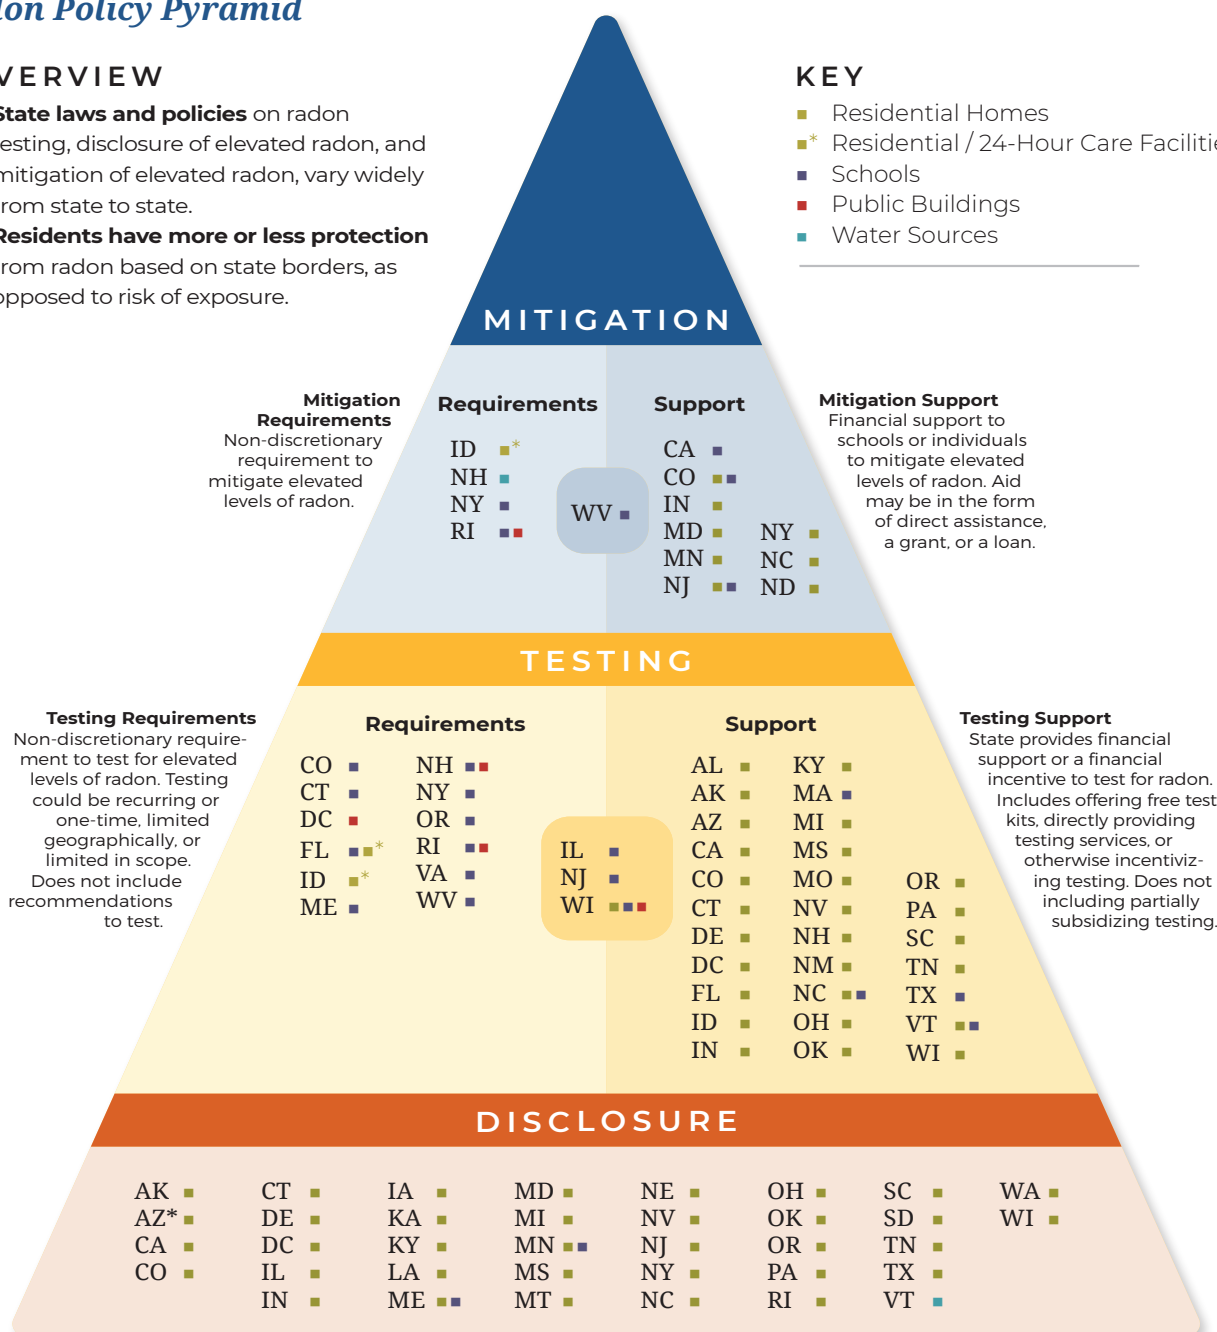 on Policy Pyramid
VERVIEW
State laws and policies on radon
esting, disclosure of elevated radon, and
mitigation of elevated radon, vary widely
rom state to state.
Residents have more or less protection
rom radon based on state borders, as
opposed to risk of exposure.
KEY
Residential Homes
* Residential / 24-Hour Care Facilitie
Schools
Public Buildings
Water Sources
MITIGATION
Mitigation
Requirements
Non-discretionary
requirement to
mitigate elevated
levels of radon.
Requirements
ID *
NH
NY
RI
WV
Support
CA
CO
IN
MD
MN
NJ
NY
NC
ND
Mitigation Support
Financial support to
schools or individuals
to mitigate elevated
levels of radon. Aid
may be in the form
of direct assistance,
a grant, or a loan.
TESTING
Testing Requirements
Non-discretionary require-
ment to test for elevated
levels of radon. Testing
could be recurring or
one-time, limited
geographically, or
limited in scope.
Does not include
recommendations
to test.
Requirements
CO
CT
DC
FL *
ID *
ME
NH
NY
OR
RI
VA
WV
IL
NJ
WI
Support
AL
AK
AZ
CA
CO
CT
DE
DC
FL
ID
IN
KY
MA
MI
MS
MO
NV
NH
NM
NC
OH
OK
OR
PA
SC
TN
TX
VT
WI
Testing Support
State provides financial
support or a financial
incentive to test for radon.
Includes offering free test
kits, directly providing
testing services, or
otherwise incentiviz-
ing testing. Does not
including partially
subsidizing testing.
DISCLOSURE
AK
AZ*
CA
CO
CT
DE
DC
IL
IN
IA
KA
KY
LA
ME
MD
MI
MN
MS
MT
NE
NV
NJ
NY
NC
OH
OK
OR
PA
RI
SC
SD
TN
TX
VT
WA
WI